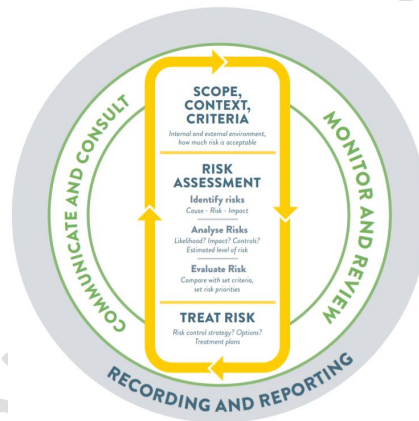 SCOPE,
CONTEXT,
CRITERIA
Internal and external environment,
how much risk is acceptable
RISK
ASSESSMENT
Identify risks
Cause - Risk - Impact
Analyse Risks
Likelihood? Impact? Controls?
Estimated level of risk
Evaluate Risk
Compare with set criteria,
set risk priorities
TREAT RISK
Risk control strategy? Options?
Treatment plans
COMMUNICATE AND CONSULT
MONITOR AND REVIEW
RECORDING AND REPORTING